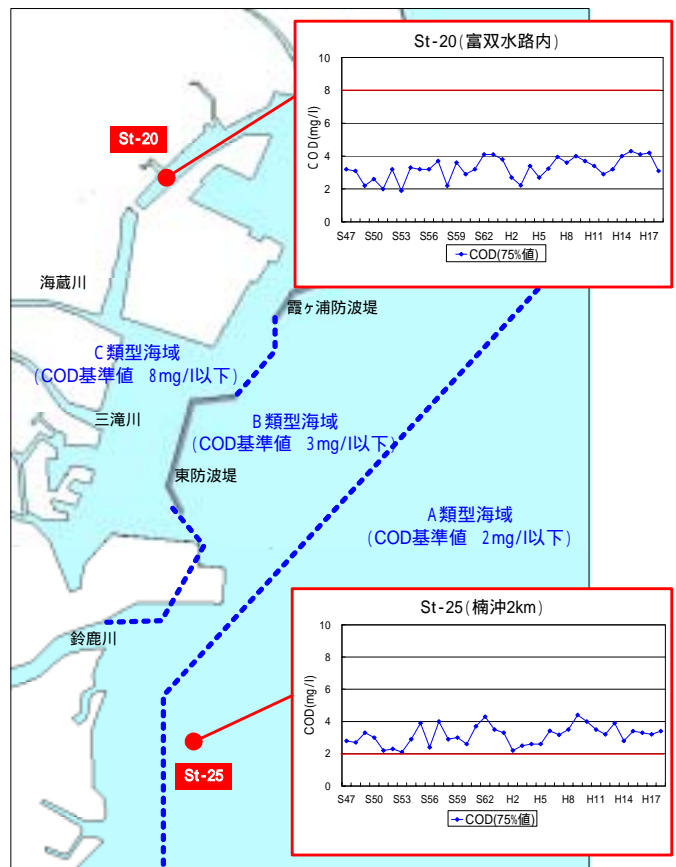 St-20(富双水路内)
COD(mg/l)
10
8
6
4
2
0
S47 S50 S53 S56 S59 S62 H2 H5 H8 H11 H14 H17
COD(75%値)
St-20
海蔵川
霞ヶ浦防波堤
C類型海域
(COD基準値 8mg/l以下)
三滝川
B類型海域
(COD基準値 3mg/l以下)
東防波堤
A類型海域
(COD基準値 2mg/l以下)
鈴鹿川
St-25(楠沖2km)
COD(mg/l)
10
8
6
4
2
0
S47 S50 S53 S56 S59 S62 H2 H5 H8 H11 H14 H17
COD(75%値)
St-25